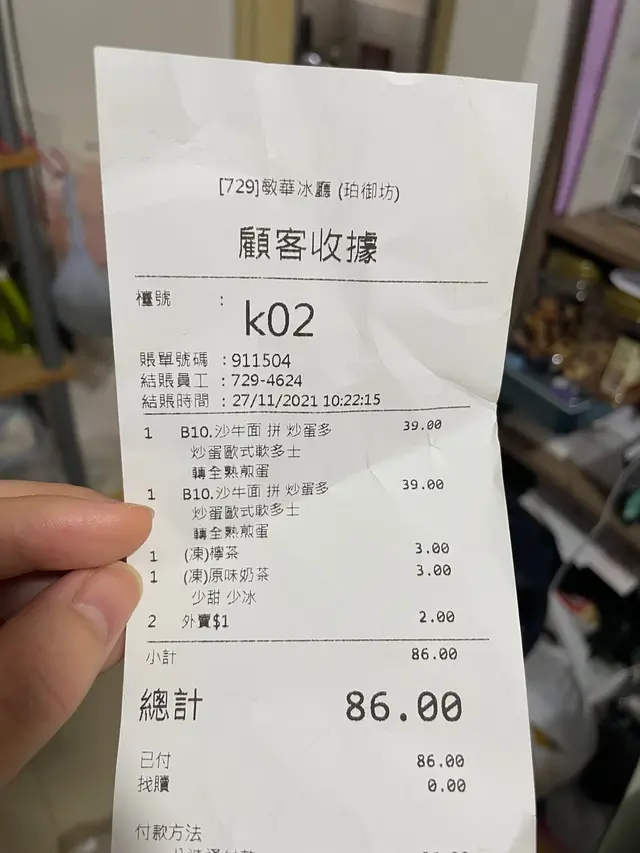 [729]敏華冰廳 (珀御坊)
顧客收據
檯號 : k02
賬單號碼 : 911504
結賬員工 : 729-4624
結賬時間 : 27/11/2021 10:22:15
1 B10.沙牛面 拼 炒蛋多 39.00
炒蛋歐式軟多士
轉全熟煎蛋
1 B10.沙牛面 拼 炒蛋多 39.00
炒蛋歐式軟多士
轉全熟煎蛋
1 (凍)檸茶 3.00
1 (凍)原味奶茶 3.00
少甜 少冰
2 外賣$1 2.00
小計 86.00
總計 86.00
已付 86.00
找贖 0.00
付款方法